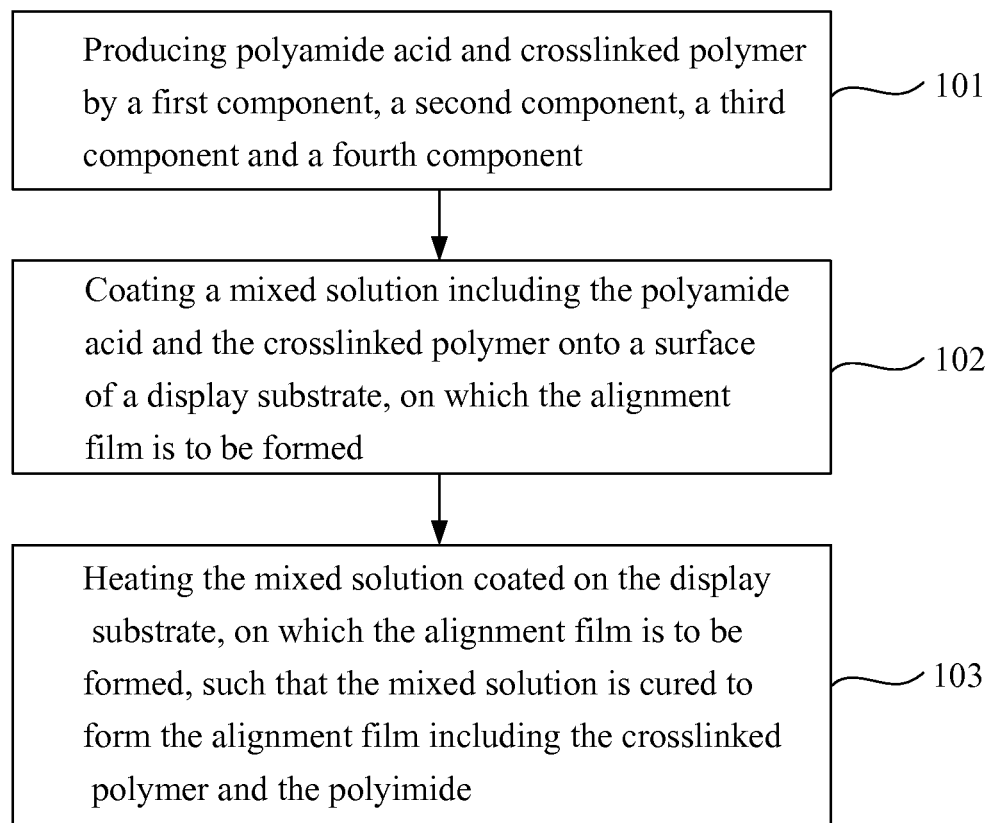 Producing polyamide acid and crosslinked polymer
by a first component, a second component, a third
component and a fourth component
101
Coating a mixed solution including the polyamide
acid and the crosslinked polymer onto a surface
of a display substrate, on which the alignment
film is to be formed
102
Heating the mixed solution coated on the display
substrate, on which the alignment film is to be
formed, such that the mixed solution is cured to
form the alignment film including the crosslinked
polymer and the polyimide
103